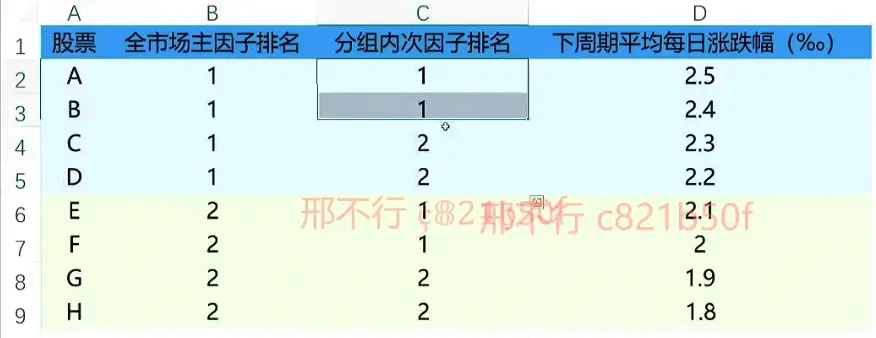 A B C D
1 股票 全市场主因子排名 分组内次因子排名 下周期平均每日涨跌幅（‰）
2 A 1 1 2.5
3 B 1 1 2.4
4 C 1 2 2.3
5 D 1 2 2.2
6 E 2 1 2.1
邢不行 c821b50f 邢不行 c821b50f
7 F 2 1 2
8 G 2 2 1.9
9 H 2 2 1.8